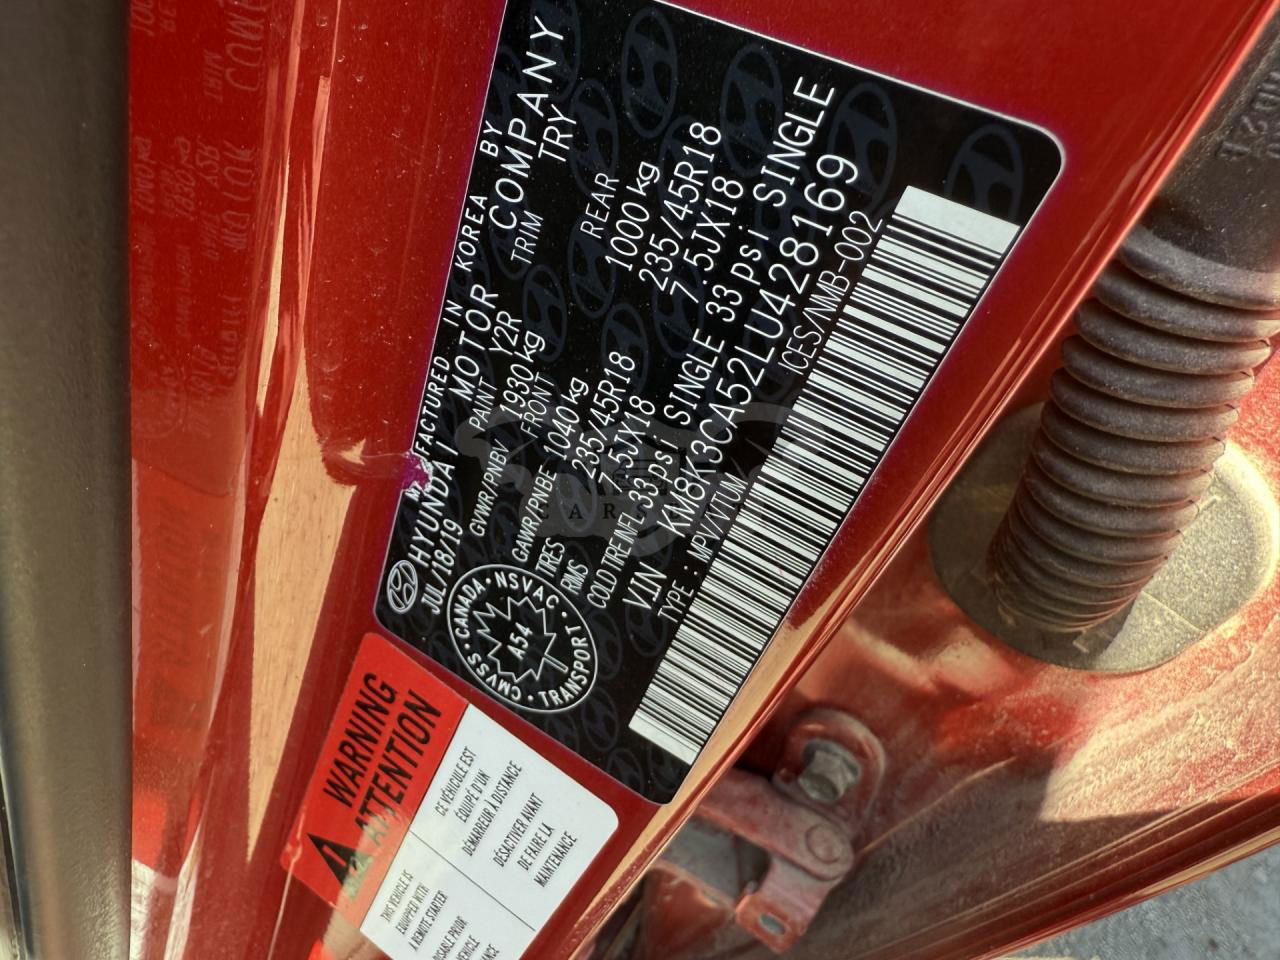 MANUFACTURED IN KOREA BY
HYUNDAI MOTOR COMPANY
JUL/18/19 PAINT Y2R TRIM TRY
GVWR/PNBV 1930 kg
FRONT REAR
GAWR/PNBE 1040 kg 1000 kg
TIRES 235/45R18 235/45R18
RIMS 7.5JX18 7.5JX18
COLD TIRE INFL. 33psi SINGLE 33 psi SINGLE
VIN KM8K3CA52LU428169
TYPE : MPV/VTUM ICES/NMB-002
CMVSS • CANADA • NSVAC • TRANSPORT •
A54
WARNING
ATTENTION
THIS VEHICLE IS
EQUIPPED WITH
A REMOTE STARTER
CE VÉHICULE EST
ÉQUIPÉ D'UN
DÉMARREUR À DISTANCE
DÉSACTIVER AVANT
DE FAIRE LA
MAINTENANCE